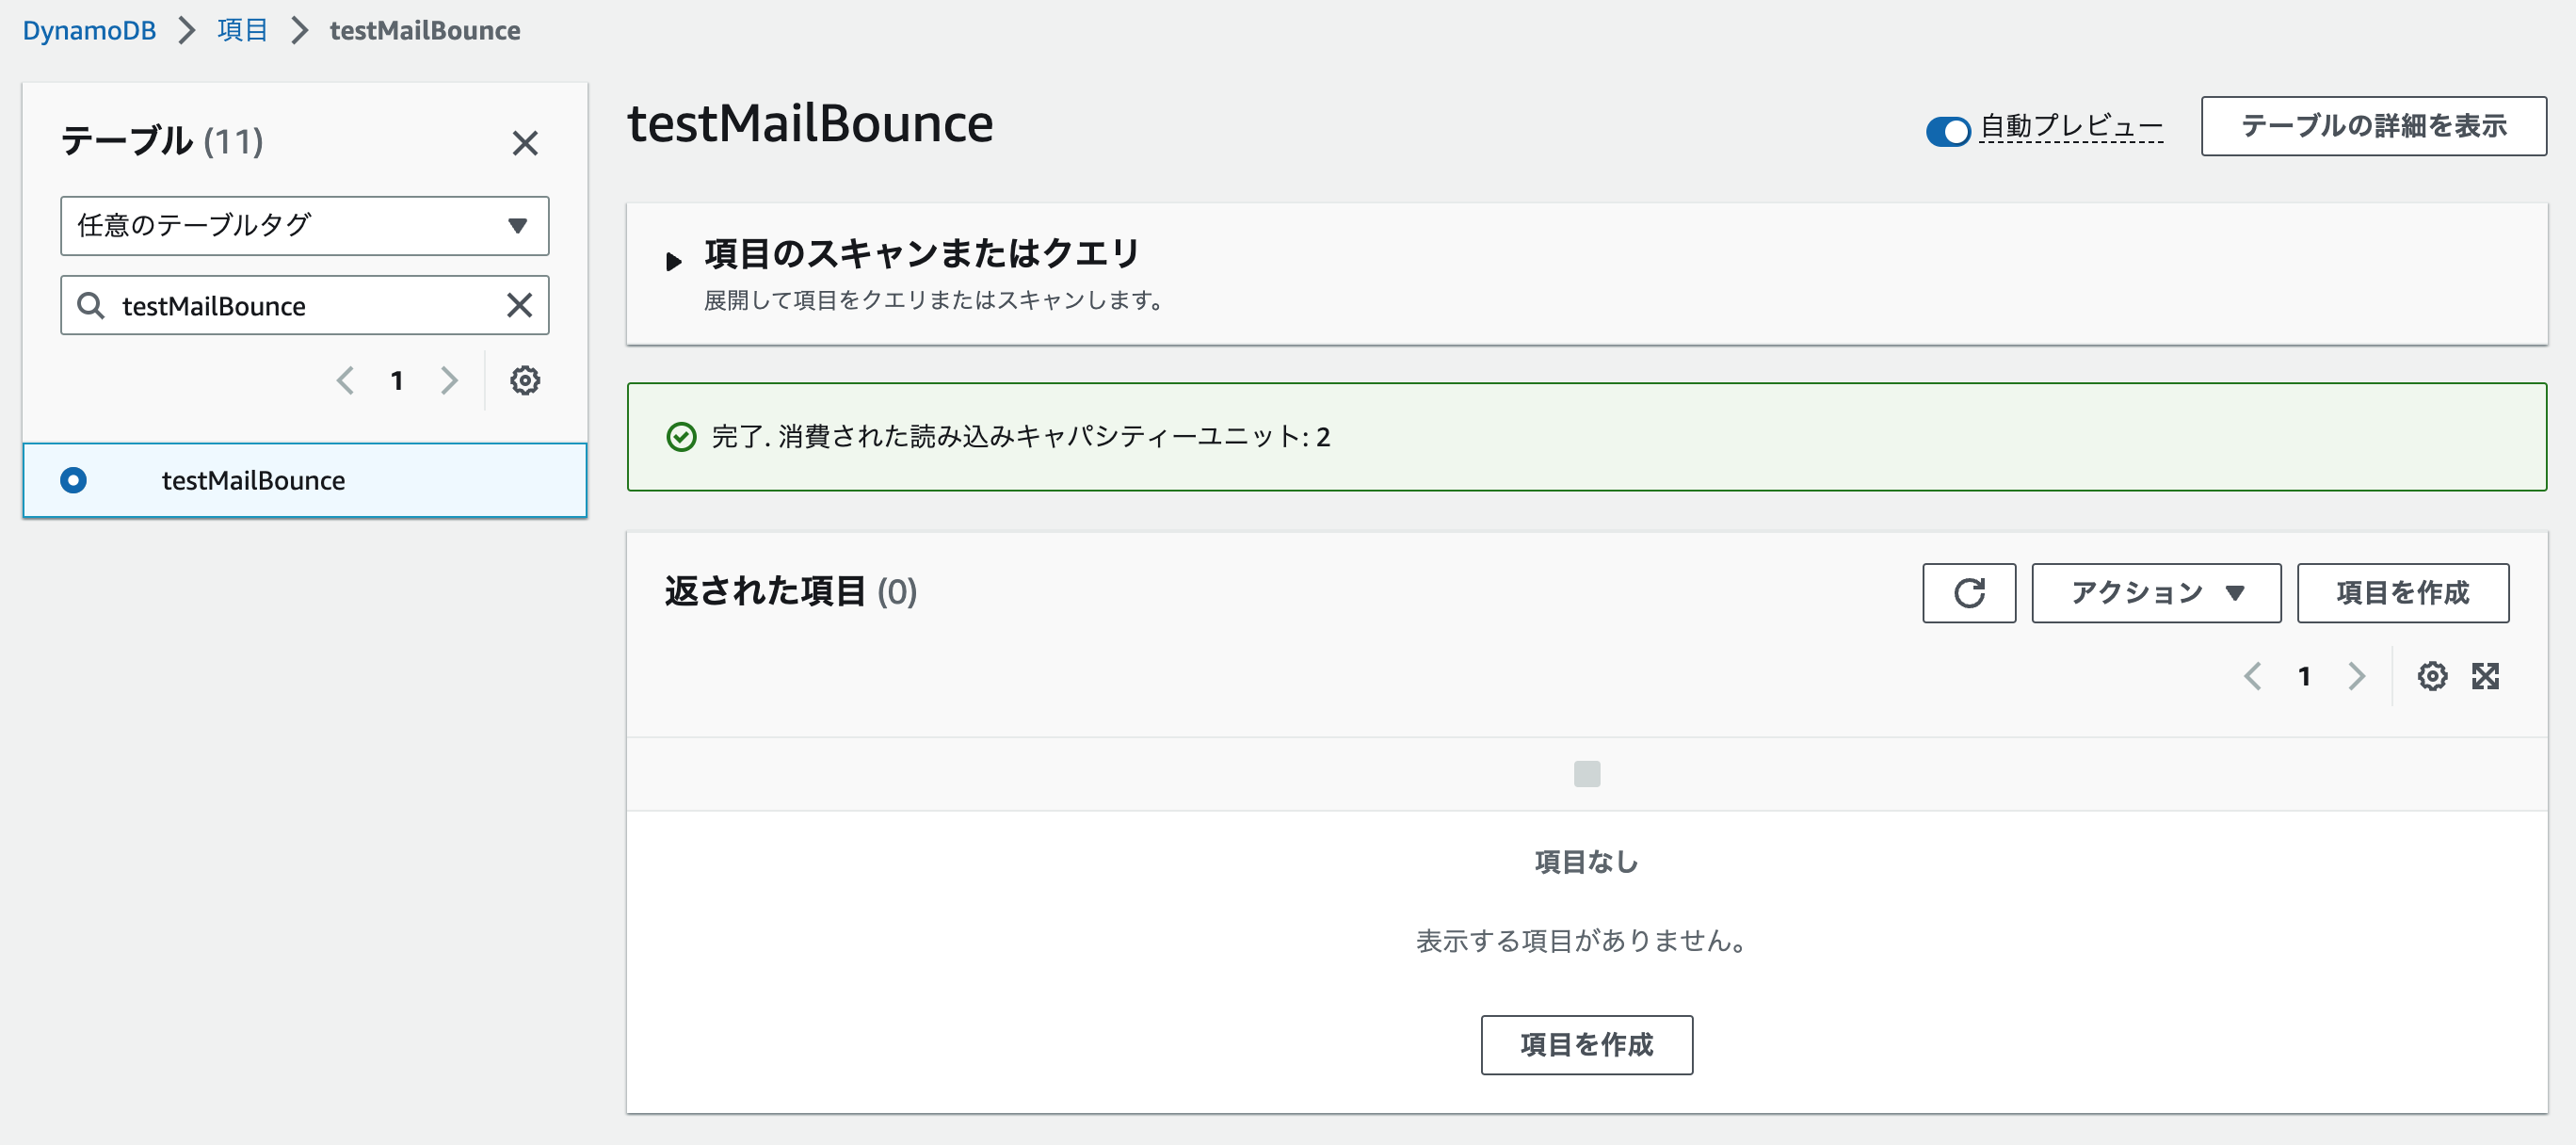 DynamoDB > 項目 > testMailBounce
テーブル (11)
任意のテーブルタグ
testMailBounce
1
testMailBounce
testMailBounce
自動プレビュー
テーブルの詳細を表示
項目のスキャンまたはクエリ
展開して項目をクエリまたはスキャンします。
完了. 消費された読み込みキャパシティーユニット: 2
返された項目 (0)
アクション
項目を作成
1
項目なし
表示する項目がありません。
項目を作成